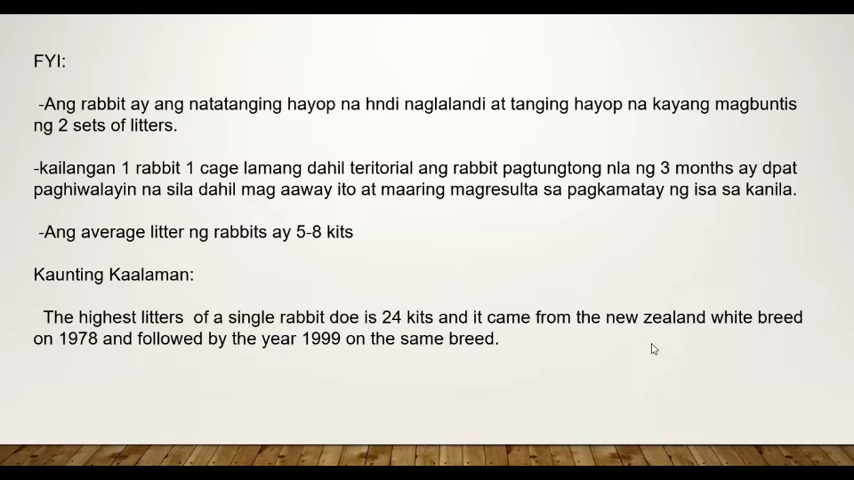 FYI:
-Ang rabbit ay ang natatanging hayop na hndi naglalandi at tanging hayop na kayang magbuntis
ng 2 sets of litters.
-kailangan 1 rabbit 1 cage lamang dahil teritorial ang rabbit pagtungtong nla ng 3 months ay dpat
paghiwalayin na sila dahil mag aaway ito at maaring magresulta sa pagkamatay ng isa sa kanila.
-Ang average litter ng rabbits ay 5-8 kits
Kaunting Kaalaman:
The highest litters of a single rabbit doe is 24 kits and it came from the new zealand white breed
on 1978 and followed by the year 1999 on the same breed.